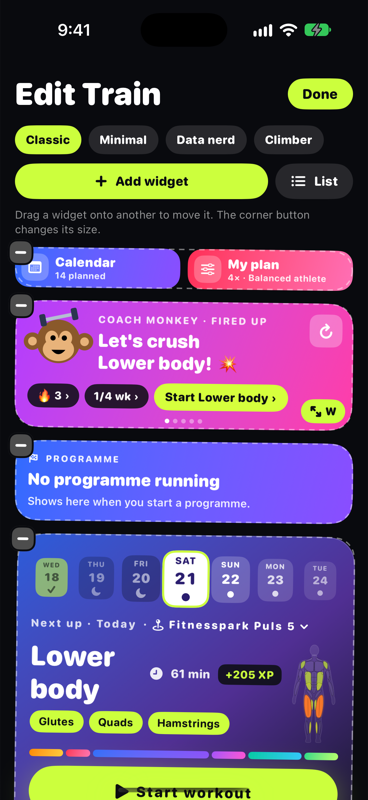 9:41
Edit Train
Done
Classic
Minimal
Data nerd
Climber
+ Add widget
List
Drag a widget onto another to move it. The corner button
changes its size.
Calendar
14 planned
My plan
4× · Balanced athlete
COACH MONKEY · FIRED UP
Let's crush
Lower body! 💥
🔥 3 ›
1/4 wk ›
Start Lower body ›
W
PROGRAMME
No programme running
Shows here when you start a programme.
WED
18
THU
19
FRI
20
SAT
21
SUN
22
MON
23
TUE
24
Next up · Today · Fitnesspark Puls 5
Lower
body
61 min
+205 XP
Glutes
Quads
Hamstrings
Start workout